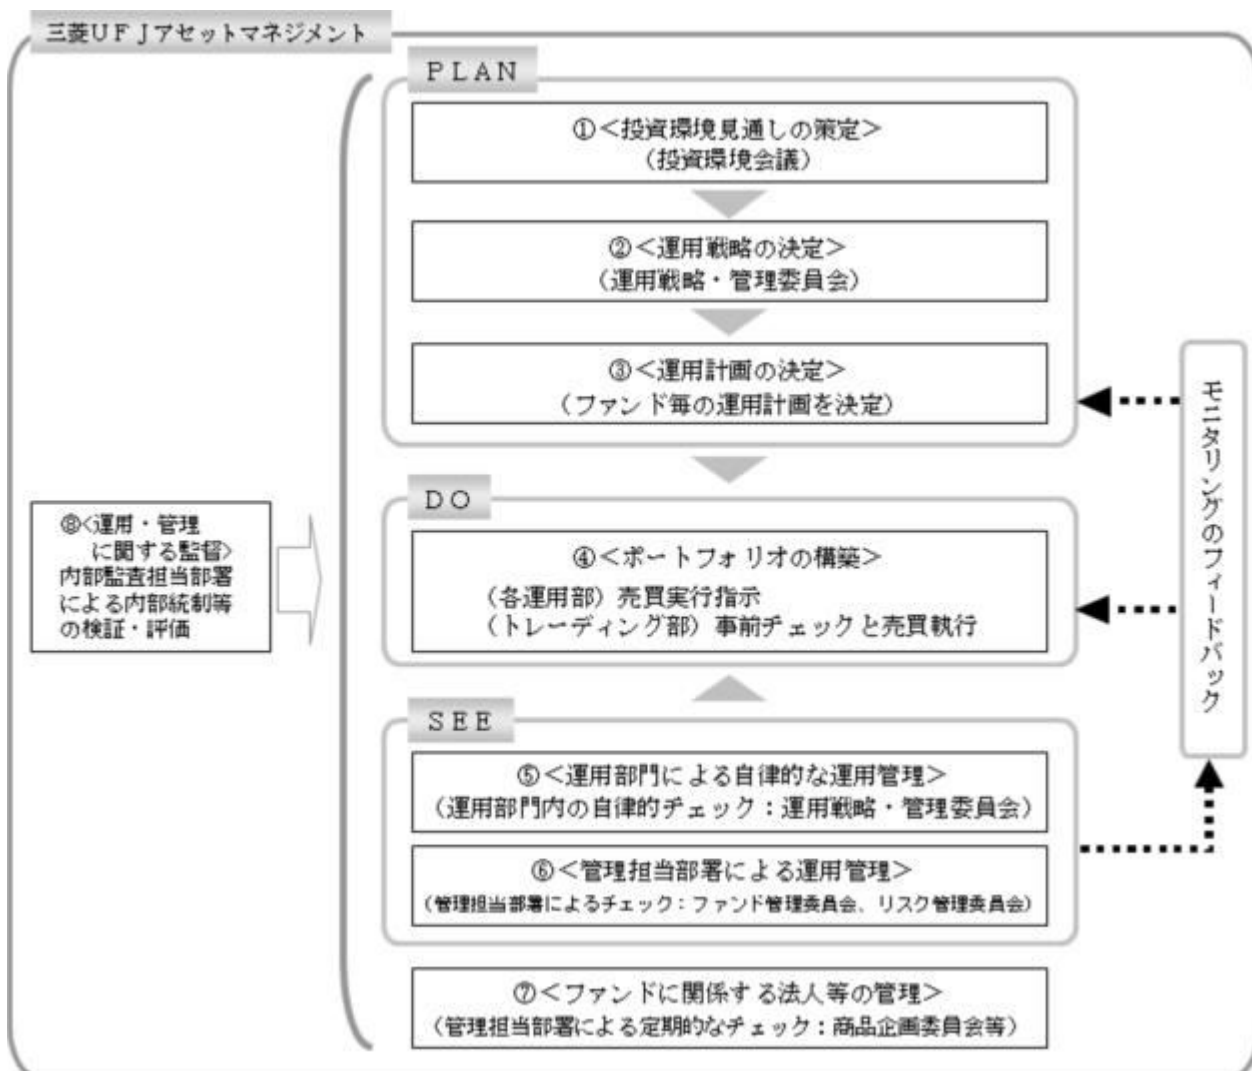 三菱UFJアセットマネジメント
PLAN
①＜投資環境見通しの策定＞
（投資環境会議）
②＜運用戦略の決定＞
（運用戦略・管理委員会）
③＜運用計画の決定＞
（ファンド毎の運用計画を決定）
DO
④＜ポートフォリオの構築＞
（各運用部）売買実行指示
（トレーディング部）事前チェックと売買執行
SEE
⑤＜運用部門による自律的な運用管理＞
（運用部門内の自律的チェック：運用戦略・管理委員会）
⑥＜管理担当部署による運用管理＞
（管理担当部署によるチェック：ファンド管理委員会、リスク管理委員会）
⑦＜ファンドに関係する法人等の管理＞
（管理担当部署による定期的なチェック：商品企画委員会等）
⑧＜運用・管理
に関する監督＞
内部監査担当部署
による内部統制等
の検証・評価
モニタリングのフィードバック